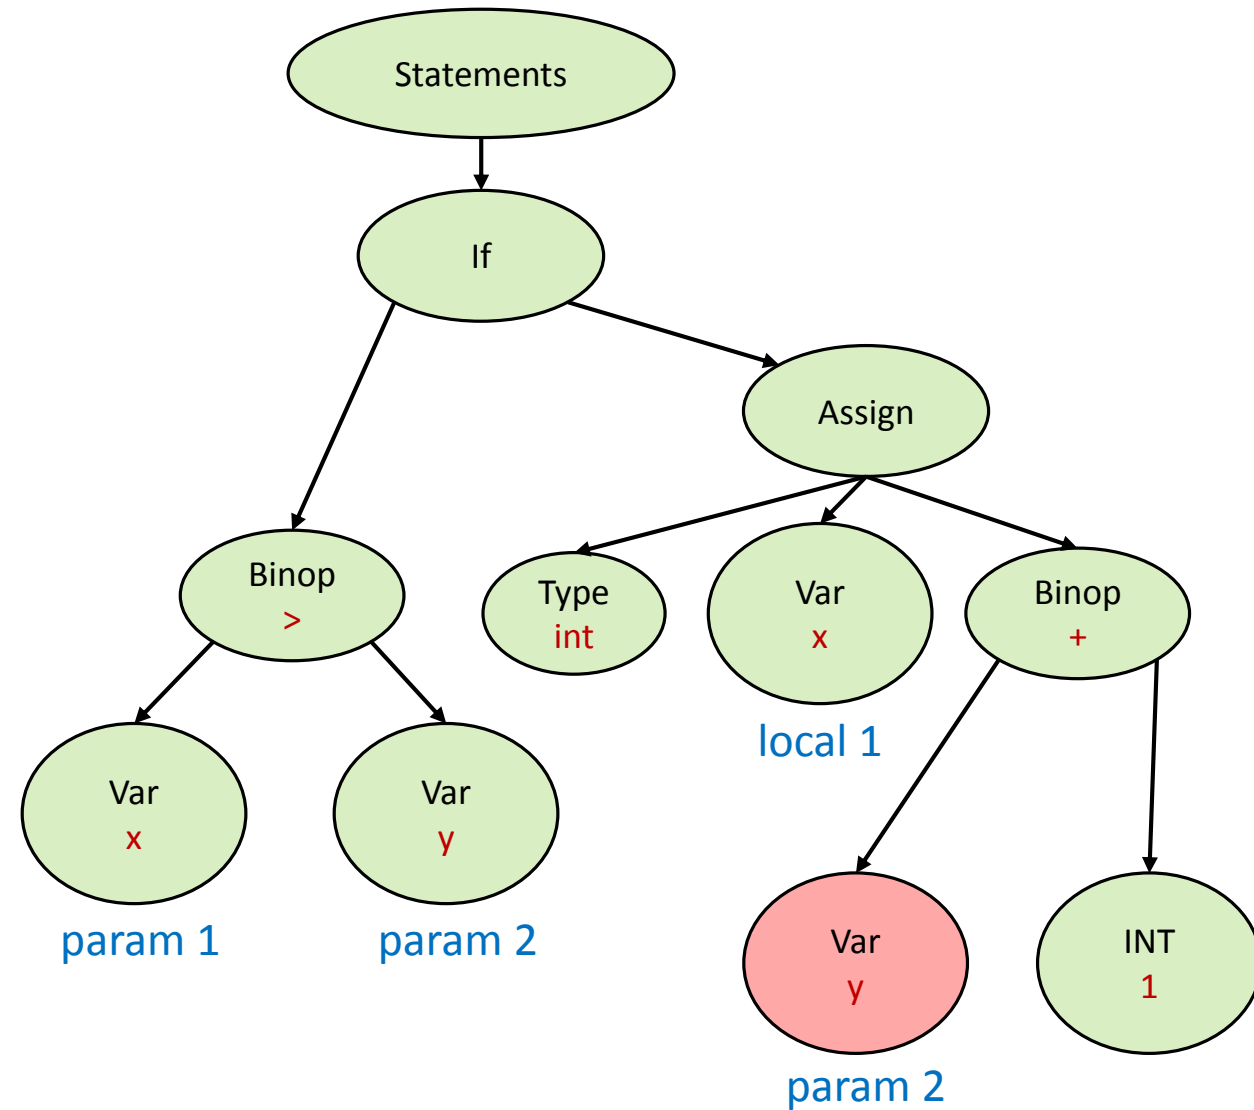 Statements
If
Assign
Binop
>
Type
int
Var
x
Binop
+
local 1
Var
x
Var
y
param 1
param 2
Var
y
INT
1
param 2